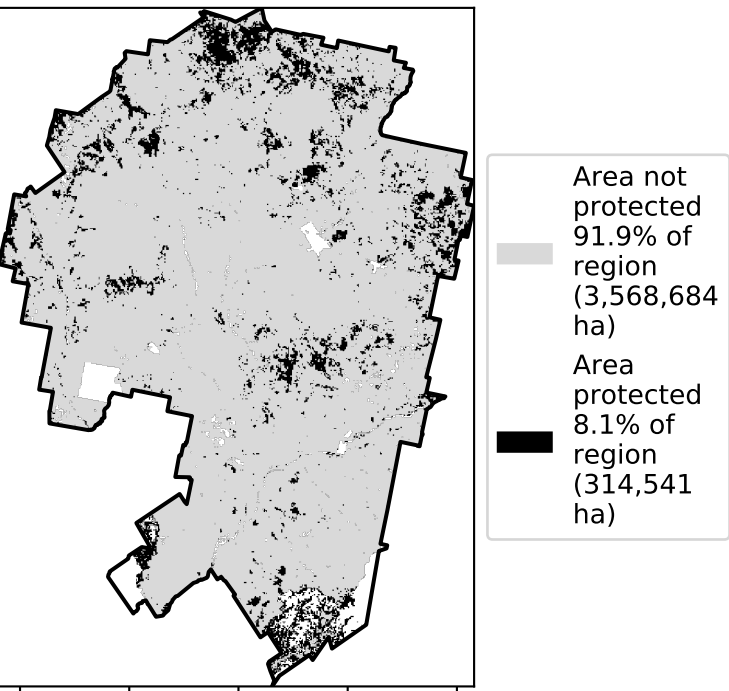 Area not
protected
91.9% of
region
(3,568,684
ha)
Area
protected
8.1% of
region
(314,541
ha)